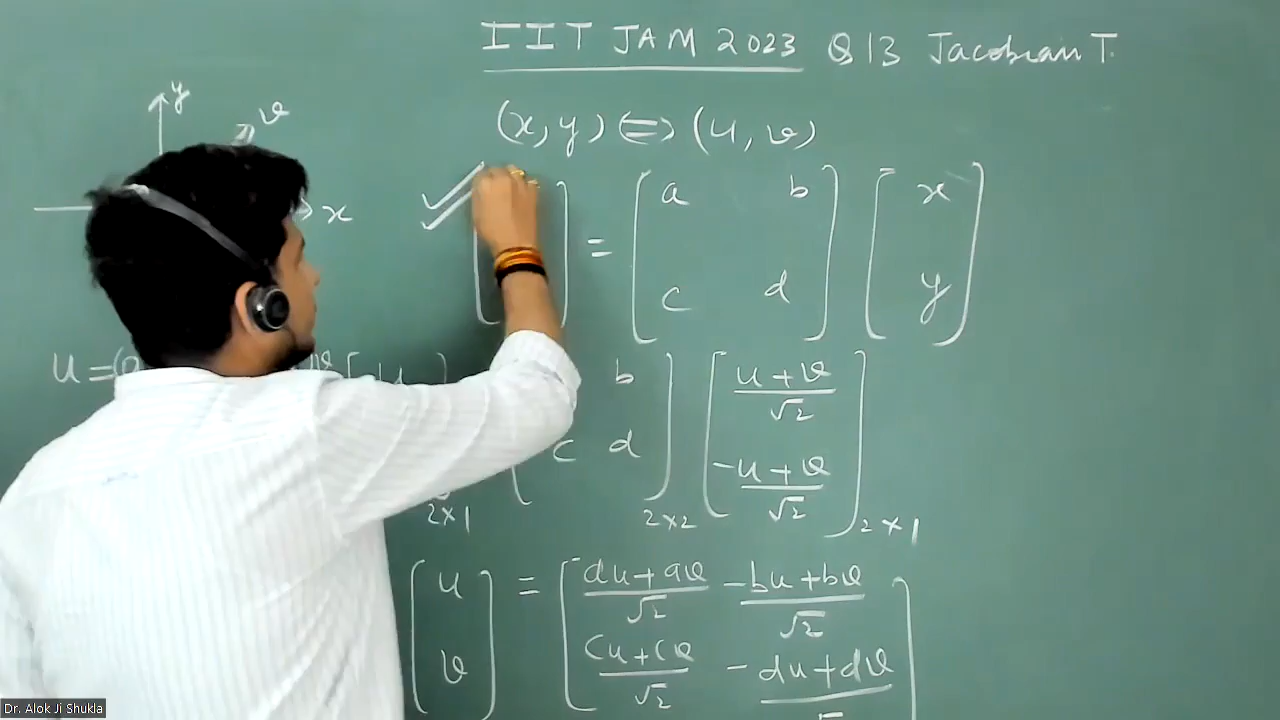 IIT JAM 2023 Q13 Jacobian T.
y
v
x
(x, y) ⇔ (u, v)
= [ a b ] [ x ]
[ c d ] [ y ]
u = (a
u
b [ u + v / √2 ]
c d [ -u + v / √2 ]
2×1 2×2 2×1
[ u ] = [ au + av / √2 -bu + bv / √2 ]
[ v ] [ cu + cv / √2 -du + dv / √ ]
Dr. Alok Ji Shukla